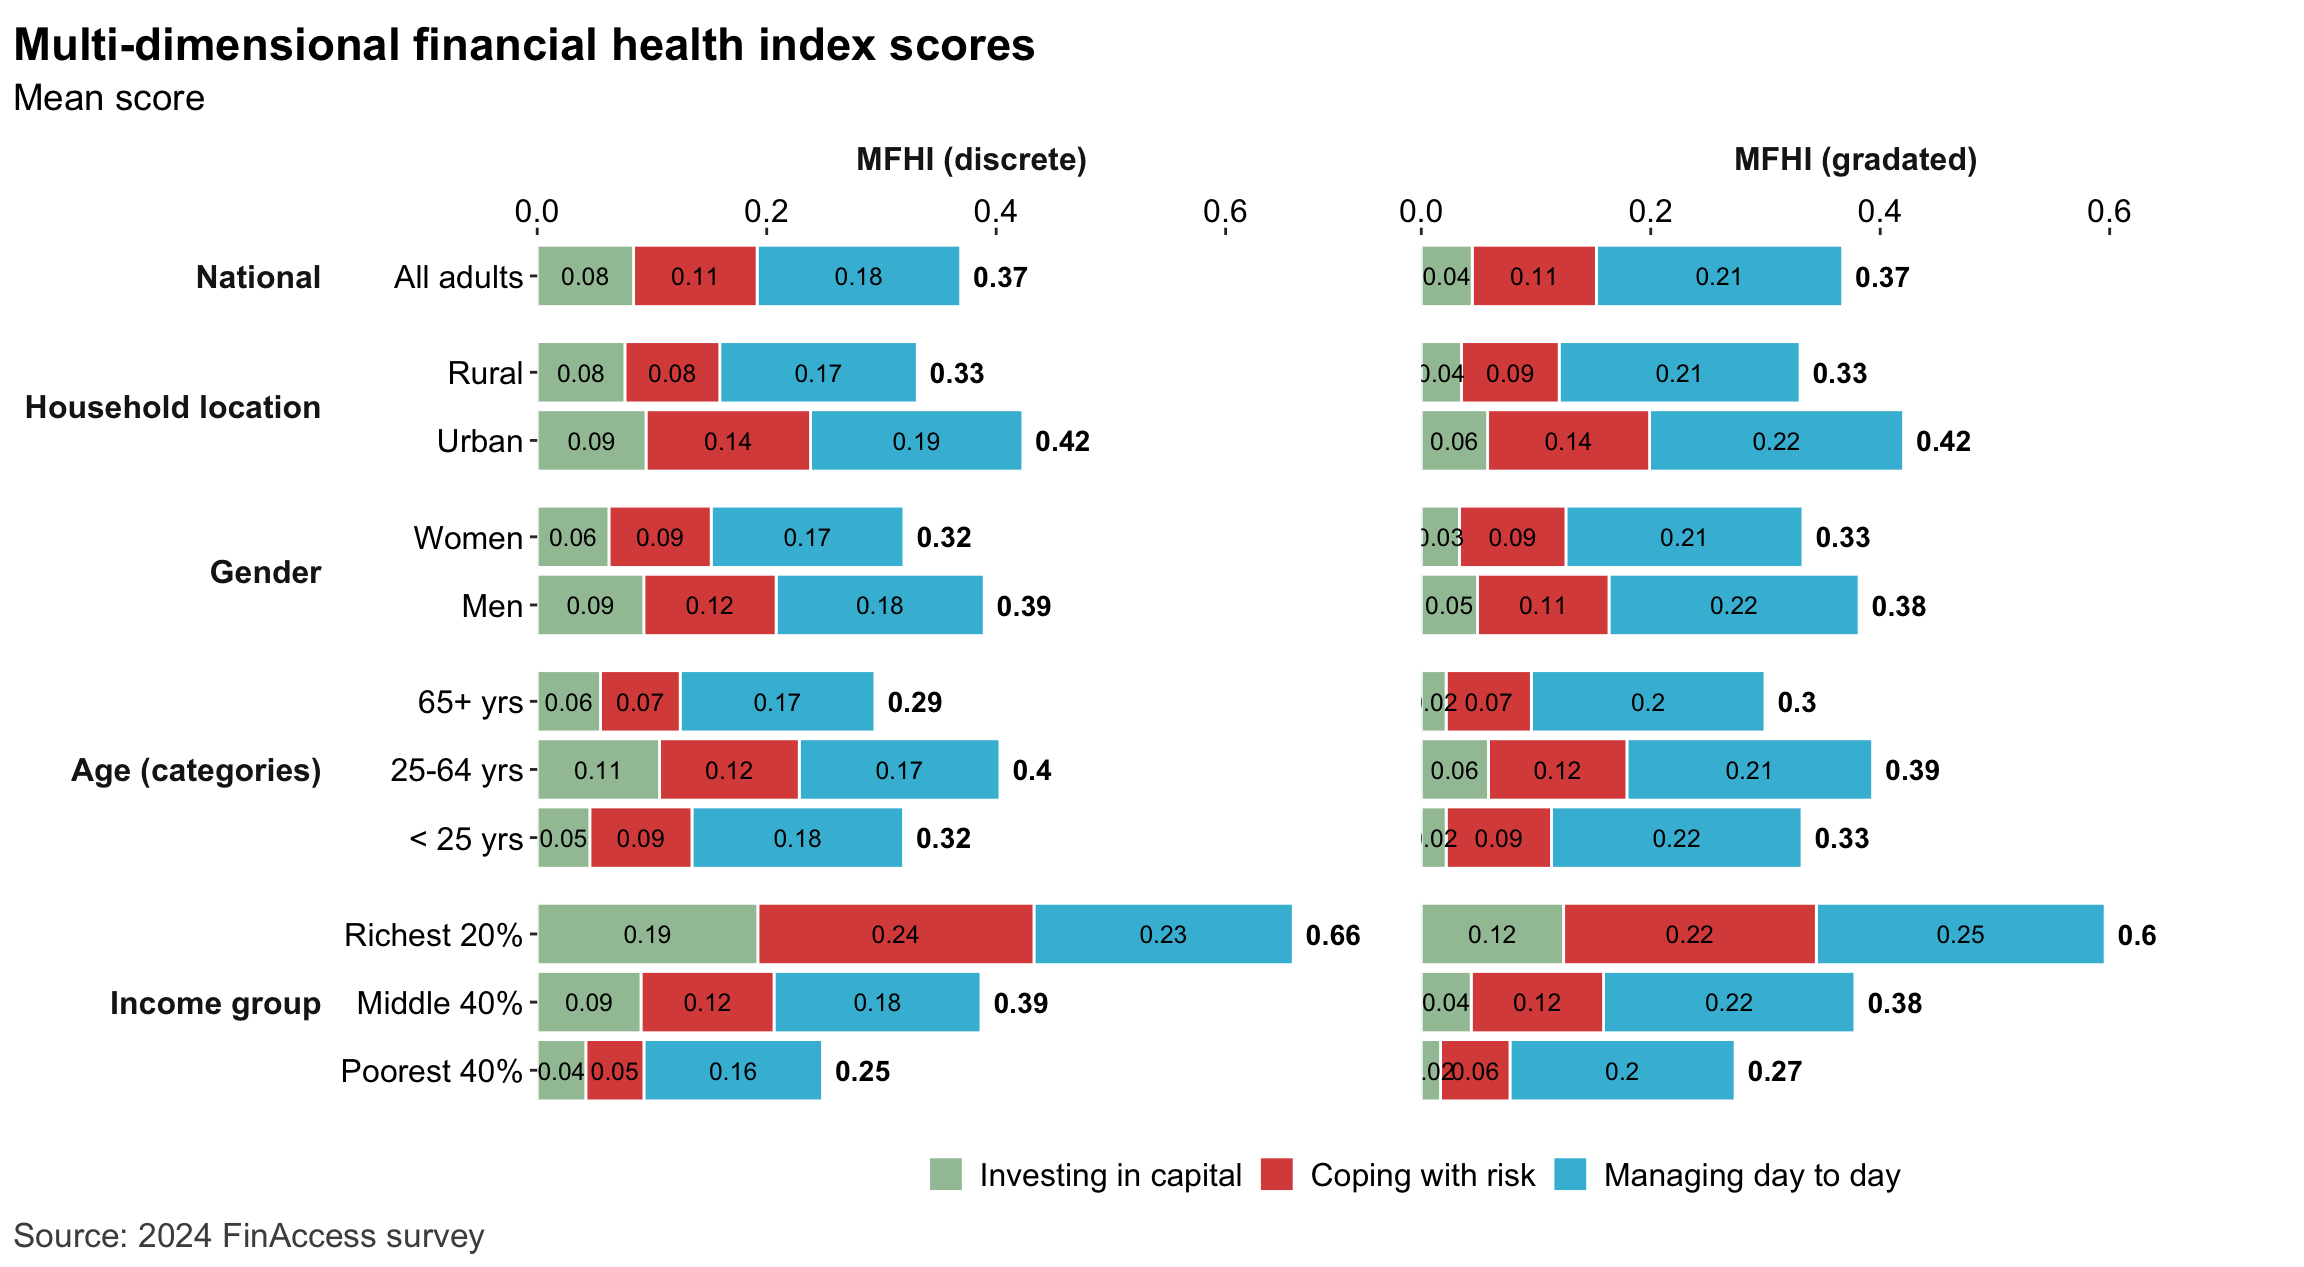 Multi-dimensional financial health index scores
Mean score
MFHI (discrete) MFHI (gradated)
0.0 0.2 0.4 0.6 0.0 0.2 0.4 0.6
National All adults 0.08 0.11 0.18 0.37 0.04 0.11 0.21 0.37
Rural 0.08 0.08 0.17 0.33 0.04 0.09 0.21 0.33
Household location
Urban 0.09 0.14 0.19 0.42 0.06 0.14 0.22 0.42
Women 0.06 0.09 0.17 0.32 0.03 0.09 0.21 0.33
Gender
Men 0.09 0.12 0.18 0.39 0.05 0.11 0.22 0.38
65+ yrs 0.06 0.07 0.17 0.29 .02 0.07 0.2 0.3
Age (categories) 25-64 yrs 0.11 0.12 0.17 0.4 0.06 0.12 0.21 0.39
< 25 yrs 0.05 0.09 0.18 0.32 .02 0.09 0.22 0.33
Richest 20% 0.19 0.24 0.23 0.66 0.12 0.22 0.25 0.6
Income group Middle 40% 0.09 0.12 0.18 0.39 0.04 0.12 0.22 0.38
Poorest 40% 0.04 0.05 0.16 0.25 .02 0.06 0.2 0.27
Investing in capital Coping with risk Managing day to day
Source: 2024 FinAccess survey